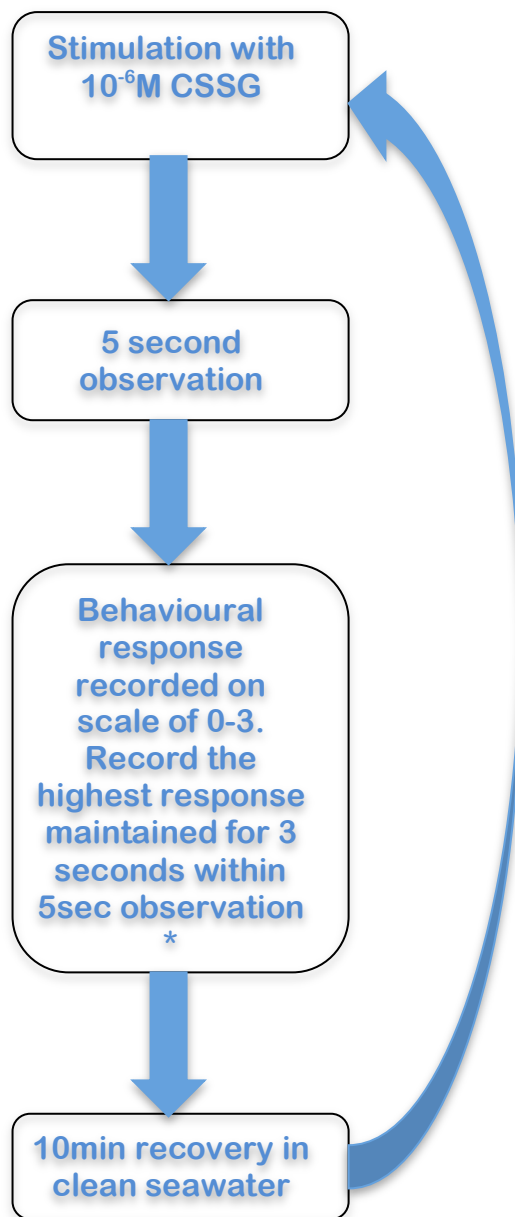 Stimulation with
10⁻⁶M CSSG
5 second
observation
Behavioural
response
recorded on
scale of 0-3.
Record the
highest response
maintained for 3
seconds within
5sec observation
*
10min recovery in
clean seawater